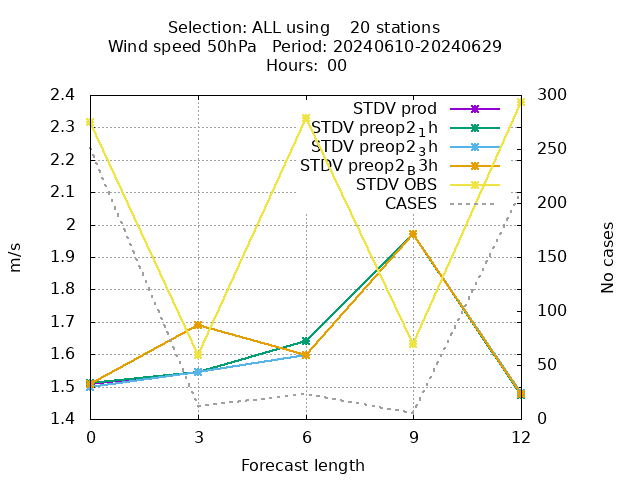 Selection: ALL using    20 stations
Wind speed 50hPa   Period: 20240610-20240629
Hours: 00
STDV prod
STDV preop2₁h
STDV preop2₃h
STDV preop2_B3h
STDV OBS
CASES
2.4
2.3
2.2
2.1
2
1.9
1.8
1.7
1.6
1.5
1.4
m/s
300
250
200
150
100
50
0
No cases
0 3 6 9 12
Forecast length